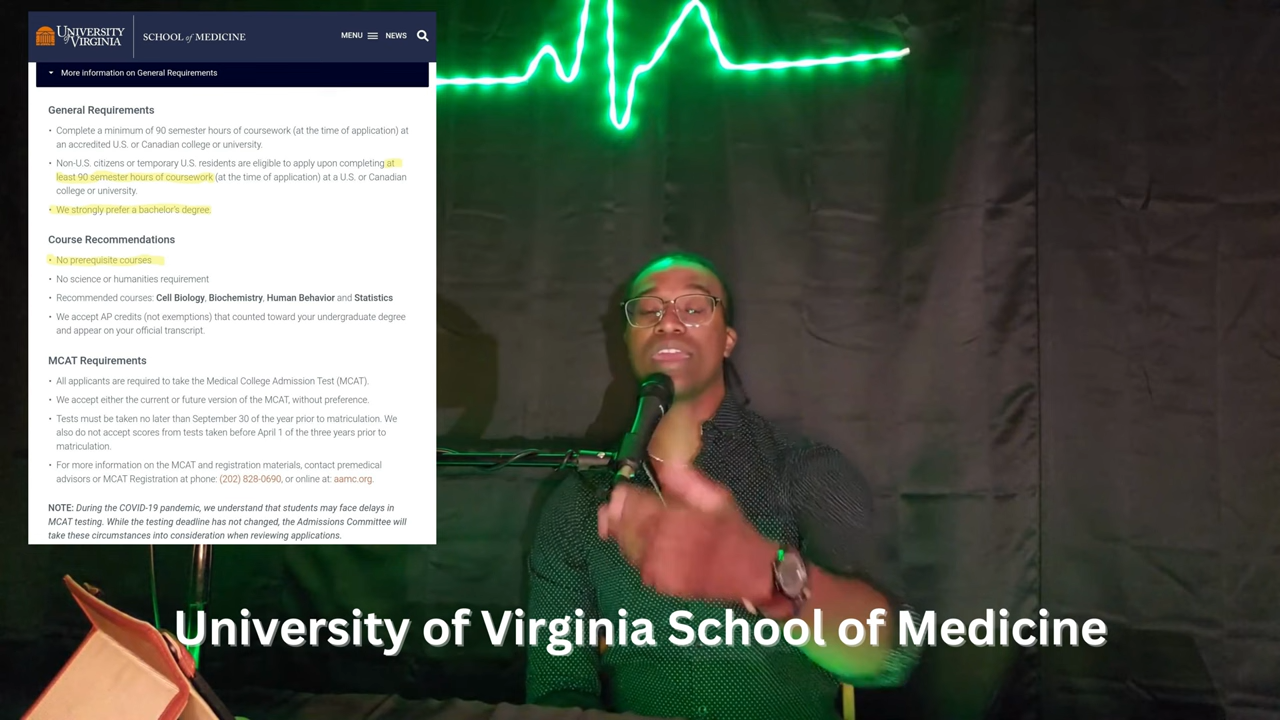 UNIVERSITY of VIRGINIA SCHOOL of MEDICINE MENU NEWS
More information on General Requirements
General Requirements
• Complete a minimum of 90 semester hours of coursework (at the time of application) at
an accredited U.S. or Canadian college or university.
• Non-U.S. citizens or temporary U.S. residents are eligible to apply upon completing at
least 90 semester hours of coursework (at the time of application) at a U.S. or Canadian
college or university.
• We strongly prefer a bachelor's degree.
Course Recommendations
• No prerequisite courses
• No science or humanities requirement
• Recommended courses: Cell Biology, Biochemistry, Human Behavior and Statistics
• We accept AP credits (not exemptions) that counted toward your undergraduate degree
and appear on your official transcript.
MCAT Requirements
• All applicants are required to take the Medical College Admission Test (MCAT).
• We accept either the current or future version of the MCAT, without preference.
• Tests must be taken no later than September 30 of the year prior to matriculation. We
also do not accept scores from tests taken before April 1 of the three years prior to
matriculation.
• For more information on the MCAT and registration materials, contact premedical
advisors or MCAT Registration at phone: (202) 828-0690, or online at: aamc.org.
NOTE: During the COVID-19 pandemic, we understand that students may face delays in
MCAT testing. While the testing deadline has not changed, the Admissions Committee will
take these circumstances into consideration when reviewing applications.
University of Virginia School of Medicine